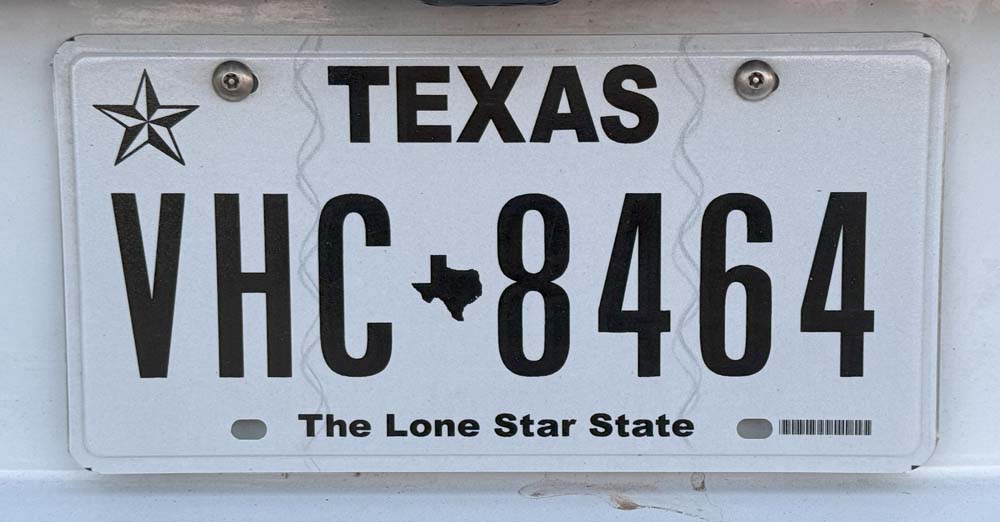 TEXAS
VHC 8464
The Lone Star State